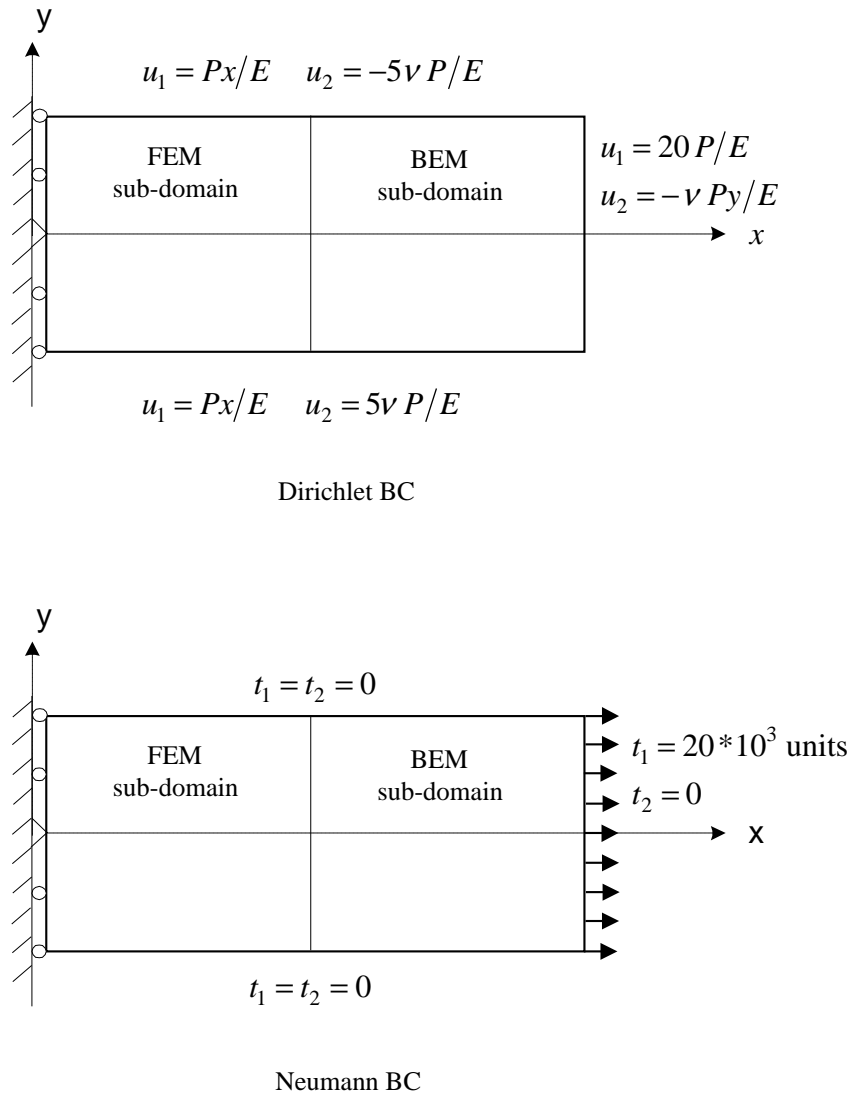 y
u₁ = Px/E   u₂ = −5ν P/E
FEM
sub-domain
BEM
sub-domain
u₁ = 20 P/E
u₂ = −ν Py/E
x
u₁ = Px/E   u₂ = 5ν P/E
Dirichlet BC
y
t₁ = t₂ = 0
FEM
sub-domain
BEM
sub-domain
t₁ = 20*10³ units
t₂ = 0
x
t₁ = t₂ = 0
Neumann BC